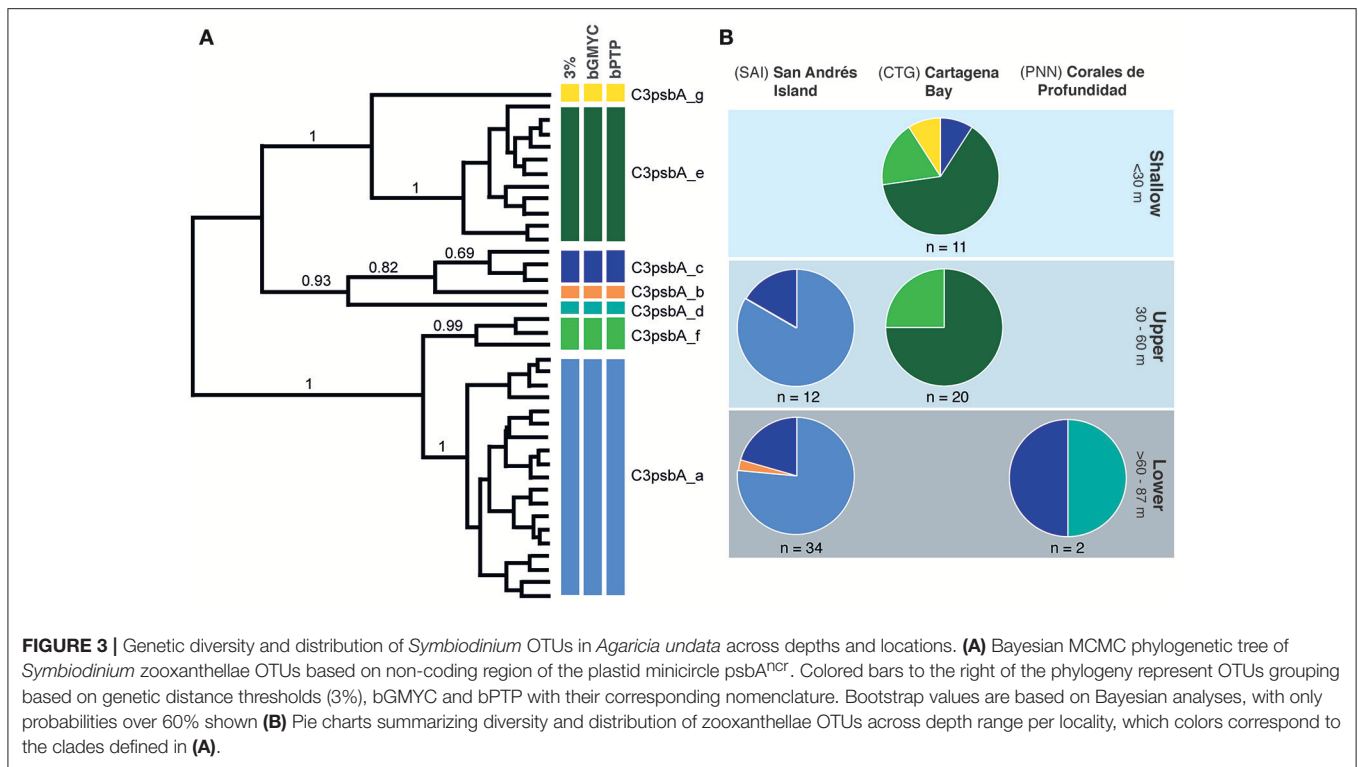 A
3%
bGMYC
bPTP
C3psbA_g
C3psbA_e
C3psbA_c
C3psbA_b
C3psbA_d
C3psbA_f
C3psbA_a
1
1
0.69
0.82
0.93
0.99
1
1
B
(SAI) San Andrés
Island
(CTG) Cartagena
Bay
(PNN) Corales de
Profundidad
Shallow
<30 m
n = 11
Upper
30 - 60 m
n = 12
n = 20
Lower
>60 - 87 m
n = 34
n = 2
FIGURE 3 | Genetic diversity and distribution of Symbiodinium OTUs in Agaricia undata across depths and locations. (A) Bayesian MCMC phylogenetic tree of
Symbiodinium zooxanthellae OTUs based on non-coding region of the plastid minicircle psbAncr. Colored bars to the right of the phylogeny represent OTUs grouping
based on genetic distance thresholds (3%), bGMYC and bPTP with their corresponding nomenclature. Bootstrap values are based on Bayesian analyses, with only
probabilities over 60% shown (B) Pie charts summarizing diversity and distribution of zooxanthellae OTUs across depth range per locality, which colors correspond to
the clades defined in (A).